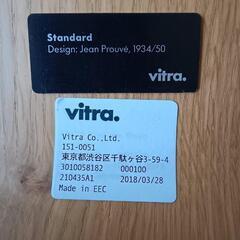 Standard
Design: Jean Prouvé, 1934/50
vitra.
vitra.
Vitra Co.,Ltd.
151-0051
東京都渋谷区千駄ヶ谷3-59-4
3010058182 000100
210435A1 2018/03/28
Made in EEC